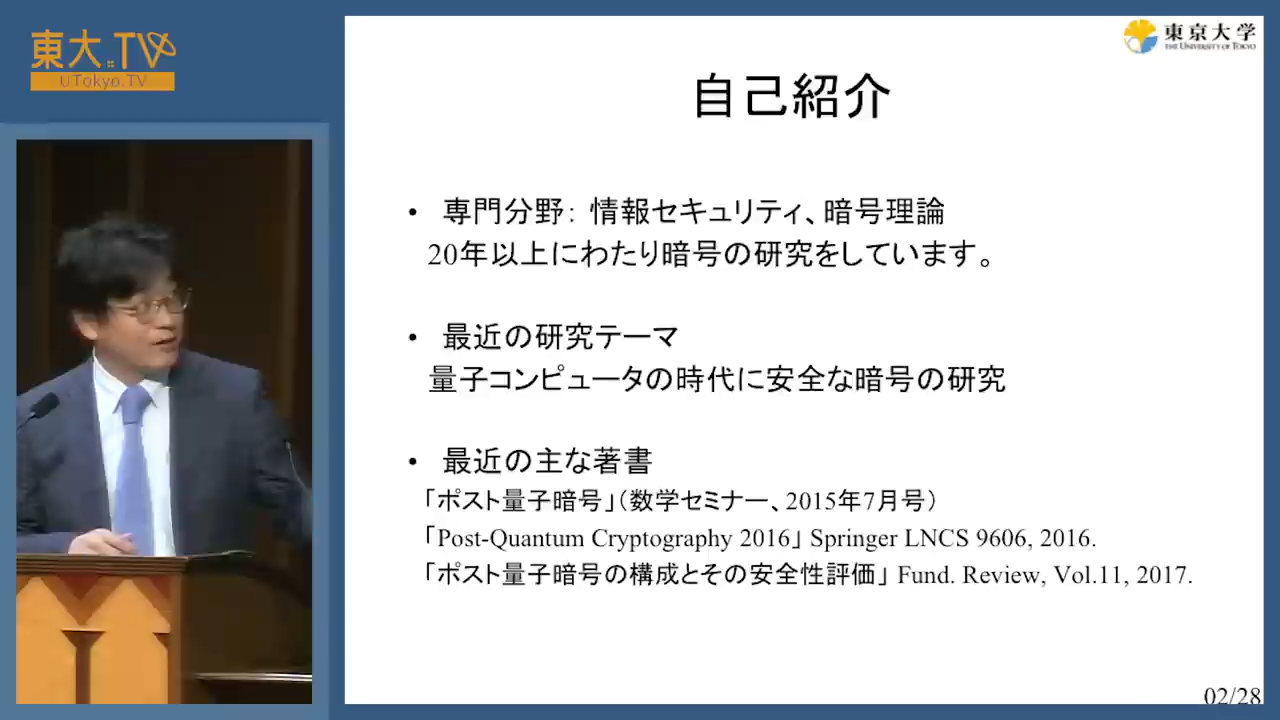 東大.TV
UTokyo.TV
東京大学
THE UNIVERSITY OF TOKYO
自己紹介
• 専門分野： 情報セキュリティ、暗号理論
20年以上にわたり暗号の研究をしています。
• 最近の研究テーマ
量子コンピュータの時代に安全な暗号の研究
• 最近の主な著書
「ポスト量子暗号」（数学セミナー、2015年7月号）
「Post-Quantum Cryptography 2016」 Springer LNCS 9606, 2016.
「ポスト量子暗号の構成とその安全性評価」 Fund. Review, Vol.11, 2017.
02/28